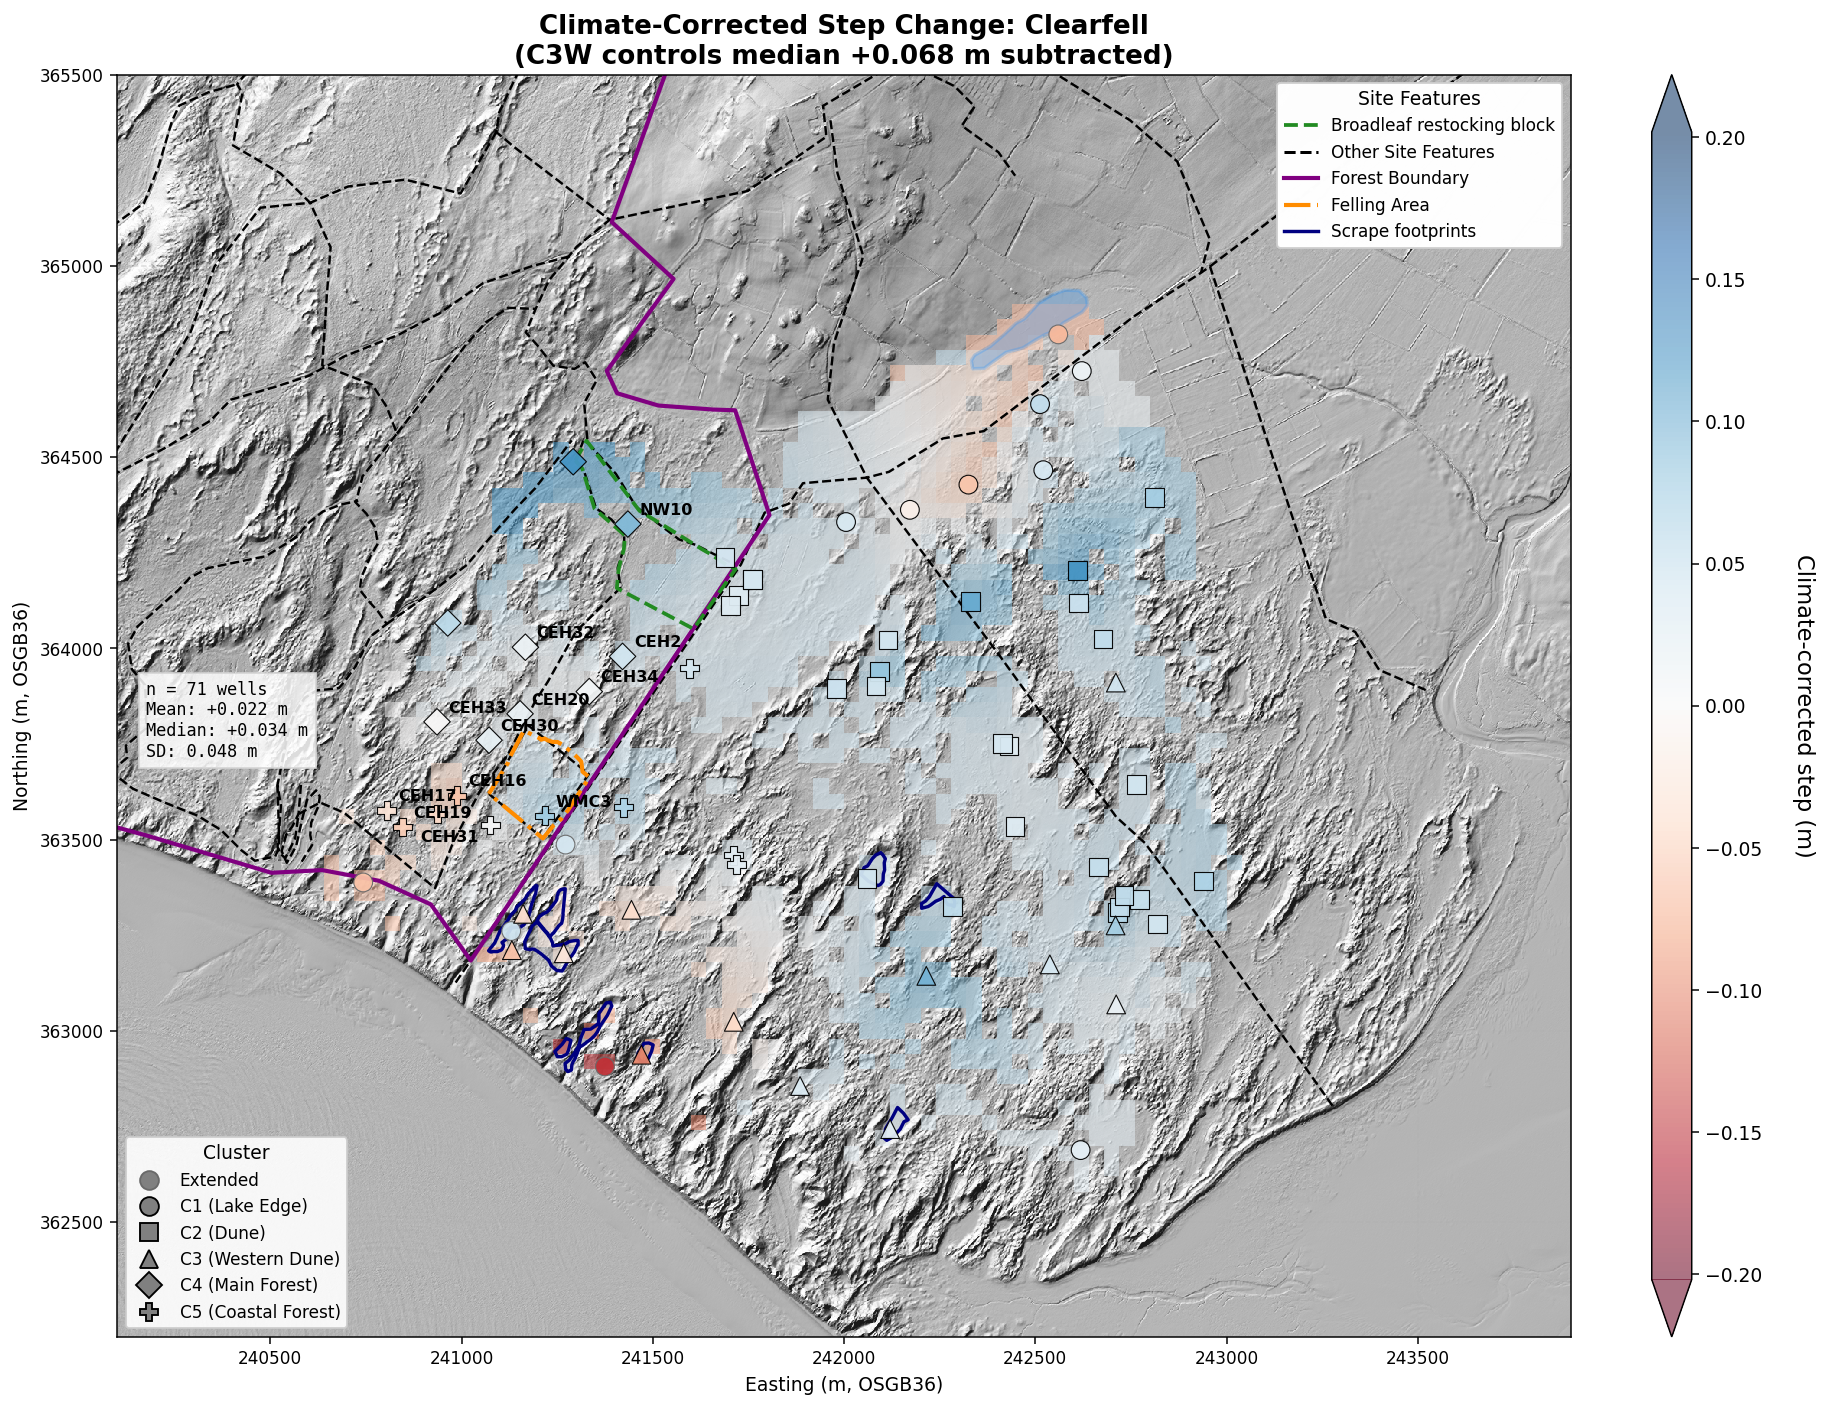 Climate-Corrected Step Change: Clearfell
(C3W controls median +0.068 m subtracted)
365500
365000
364500
364000
363500
363000
362500
Northing (m, OSGB36)
240500
241000
241500
242000
242500
243000
243500
Easting (m, OSGB36)
Site Features
Broadleaf restocking block
Other Site Features
Forest Boundary
Felling Area
Scrape footprints
NW10
CEH32
CEH2
CEH34
CEH20
CEH33
CEH30
CEH16
CEH17
WMC3
CEH19
CEH31
n = 71 wells
Mean: +0.022 m
Median: +0.034 m
SD: 0.048 m
Cluster
Extended
C1 (Lake Edge)
C2 (Dune)
C3 (Western Dune)
C4 (Main Forest)
C5 (Coastal Forest)
0.20
0.15
0.10
0.05
0.00
−0.05
−0.10
−0.15
−0.20
Climate-corrected step (m)